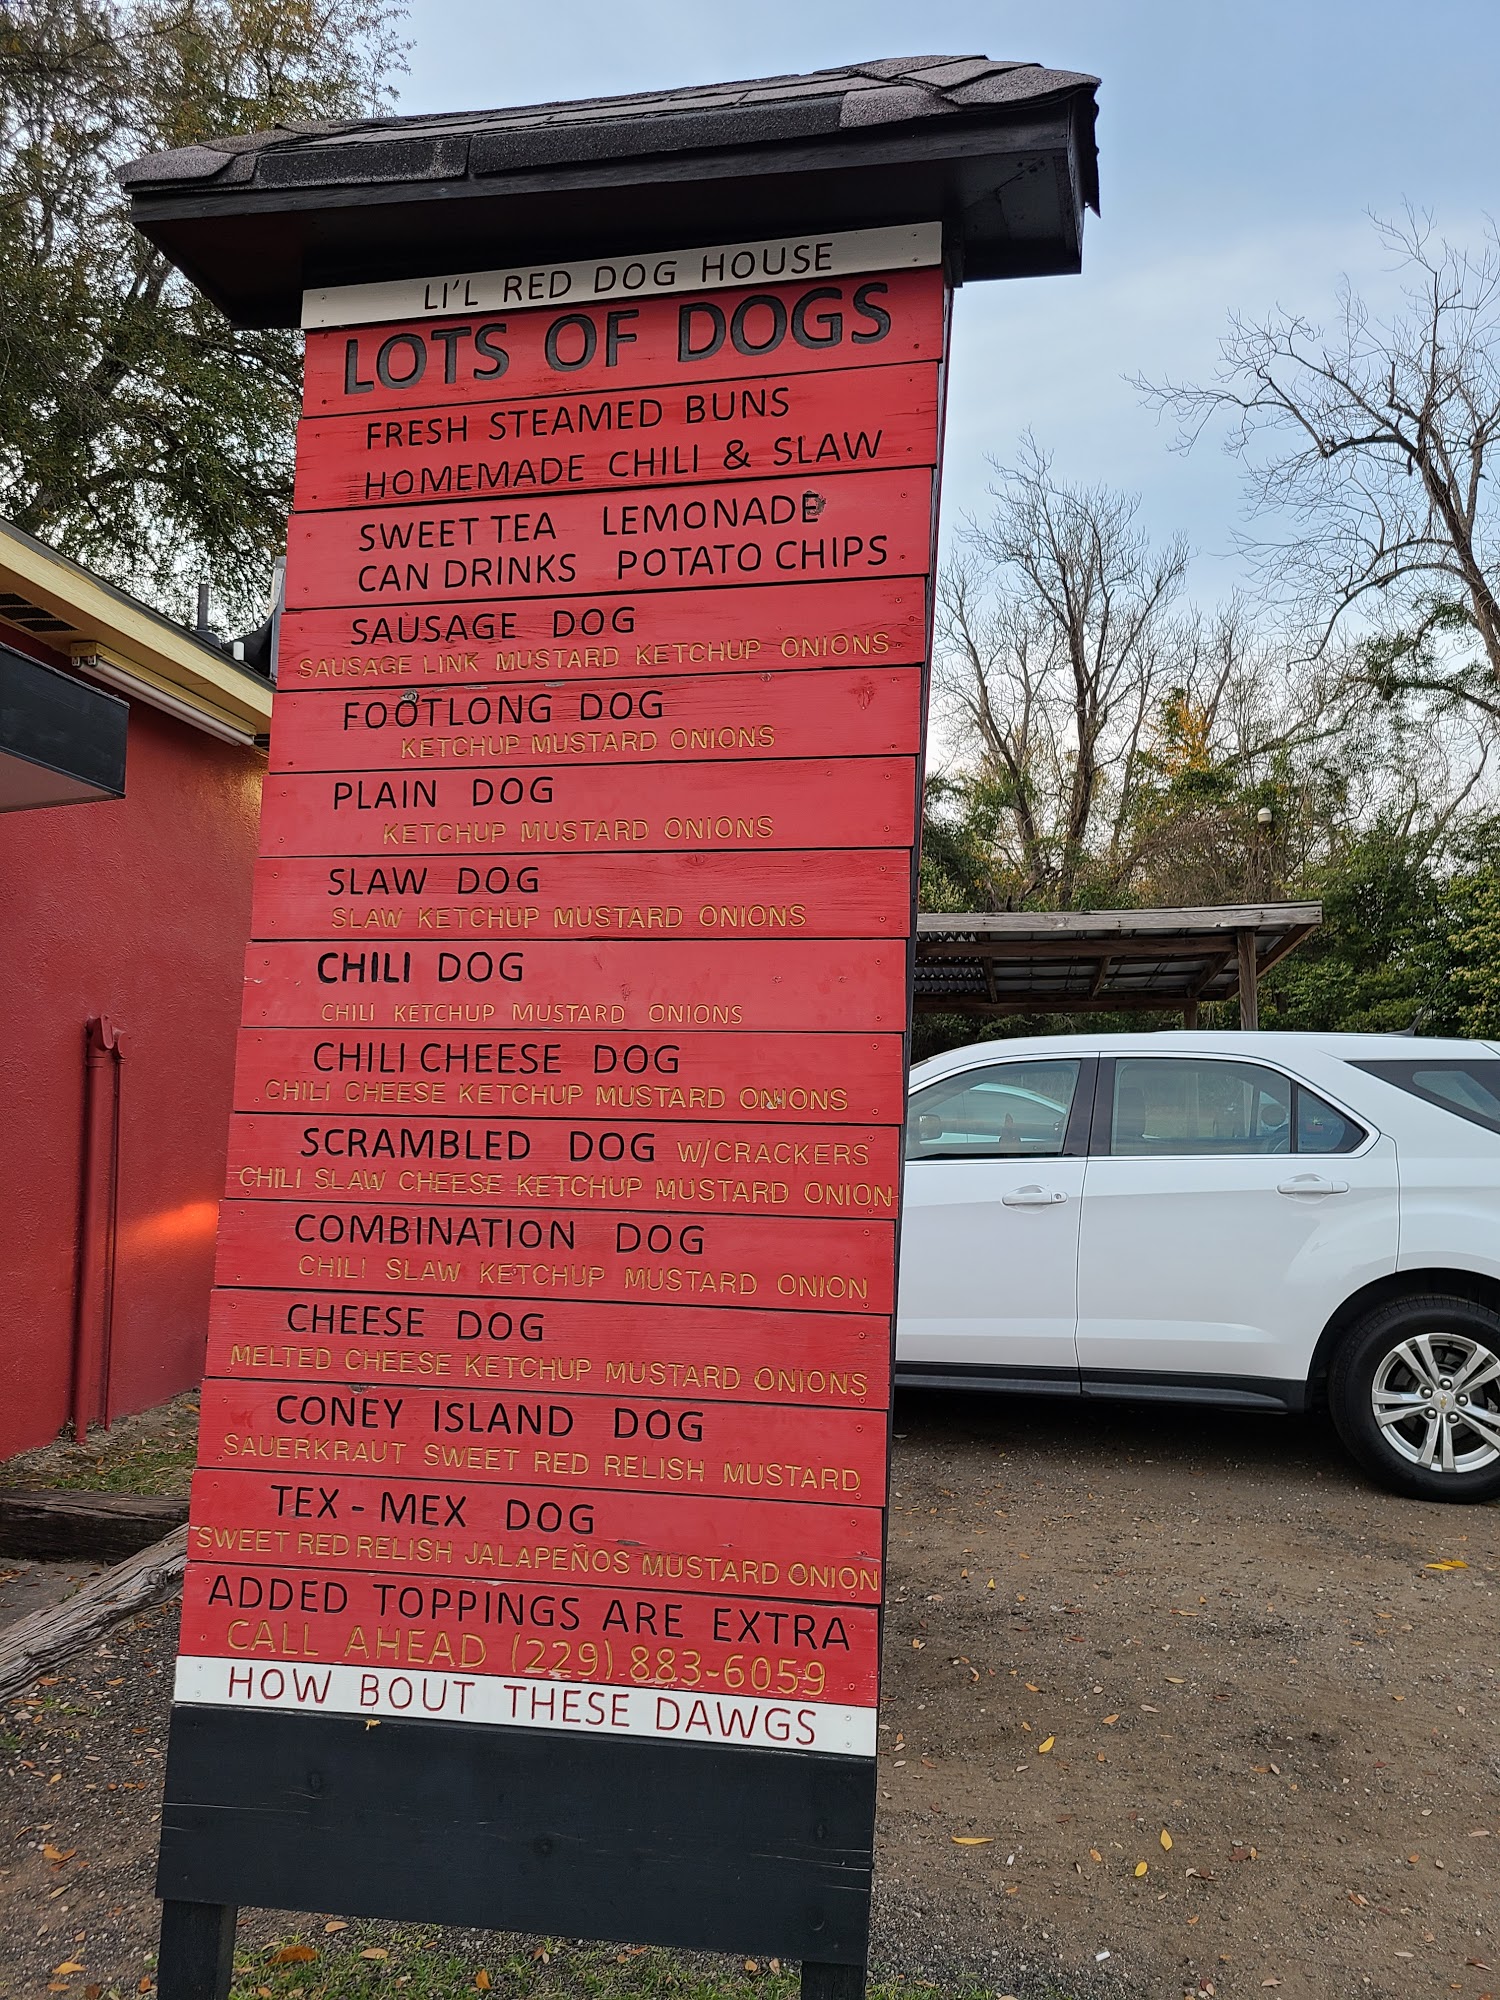 LI'L RED DOG HOUSE
LOTS OF DOGS
FRESH STEAMED BUNS
HOMEMADE CHILI & SLAW
SWEET TEA LEMONADE
CAN DRINKS POTATO CHIPS
SAUSAGE DOG
SAUSAGE LINK MUSTARD KETCHUP ONIONS
FOOTLONG DOG
KETCHUP MUSTARD ONIONS
PLAIN DOG
KETCHUP MUSTARD ONIONS
SLAW DOG
SLAW KETCHUP MUSTARD ONIONS
CHILI DOG
CHILI KETCHUP MUSTARD ONIONS
CHILI CHEESE DOG
CHILI CHEESE KETCHUP MUSTARD ONIONS
SCRAMBLED DOG W/CRACKERS
CHILI SLAW CHEESE KETCHUP MUSTARD ONION
COMBINATION DOG
CHILI SLAW KETCHUP MUSTARD ONION
CHEESE DOG
MELTED CHEESE KETCHUP MUSTARD ONIONS
CONEY ISLAND DOG
SAUERKRAUT SWEET RED RELISH MUSTARD
TEX-MEX DOG
SWEET RED RELISH JALAPEÑOS MUSTARD ONION
ADDED TOPPINGS ARE EXTRA
CALL AHEAD (229) 883-6059
HOW BOUT THESE DAWGS